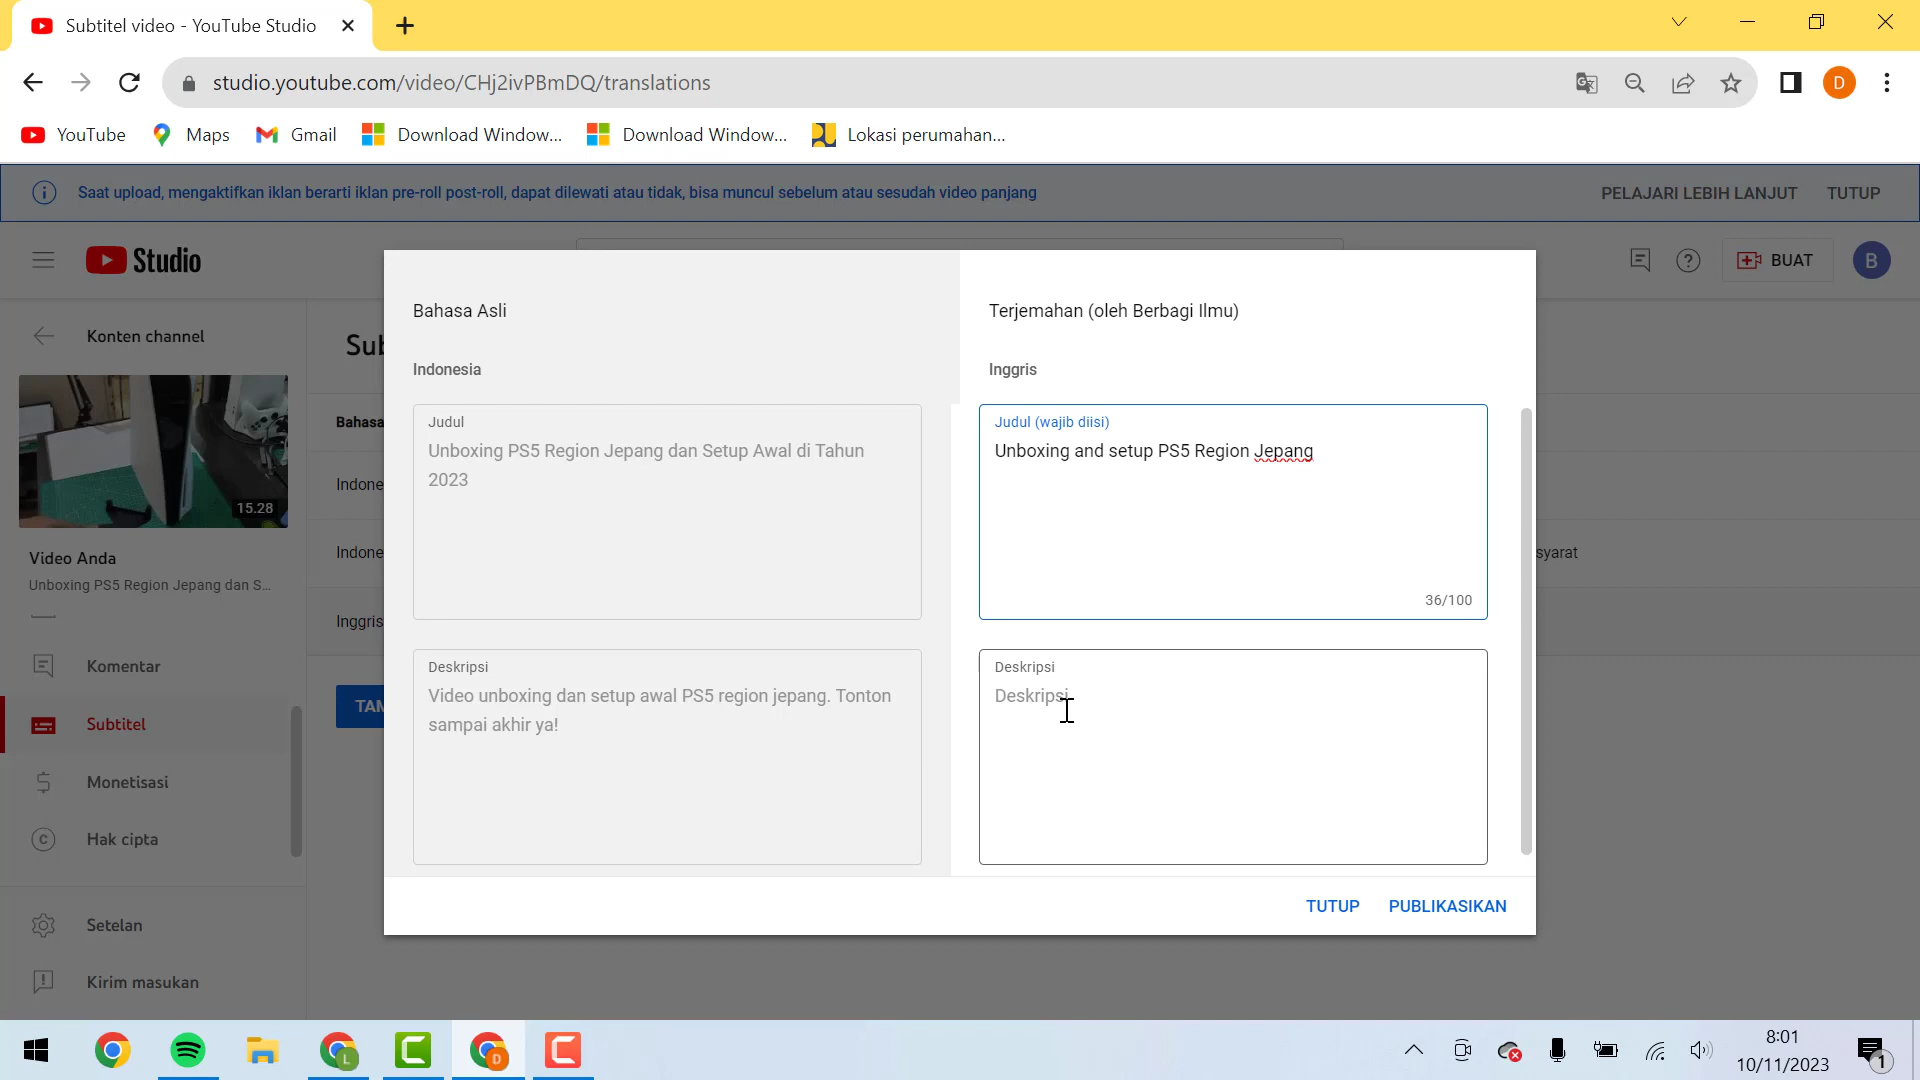 Subtitel video - YouTube Studio
studio.youtube.com/video/CHj2ivPBmDQ/translations
D
YouTube
Maps
Gmail
Download Window...
Download Window...
Lokasi perumahan...
Saat upload, mengaktifkan iklan berarti iklan pre-roll post-roll, dapat dilewati atau tidak, bisa muncul sebelum atau sesudah video panjang
PELAJARI LEBIH LANJUT
TUTUP
Studio
BUAT
B
Konten channel
15.28
Video Anda
Unboxing PS5 Region Jepang dan S...
Komentar
Subtitel
Monetisasi
Hak cipta
Setelan
Kirim masukan
Sub
Bahasa
Indone
Indone
syarat
Inggris
TAM
Bahasa Asli
Indonesia
Judul
Unboxing PS5 Region Jepang dan Setup Awal di Tahun
2023
Deskripsi
Video unboxing dan setup awal PS5 region jepang. Tonton
sampai akhir ya!
Terjemahan (oleh Berbagi Ilmu)
Inggris
Judul (wajib diisi)
Unboxing and setup PS5 Region Jepang
36/100
Deskripsi
Deskripsi
TUTUP
PUBLIKASIKAN
L
D
8:01
10/11/2023
1